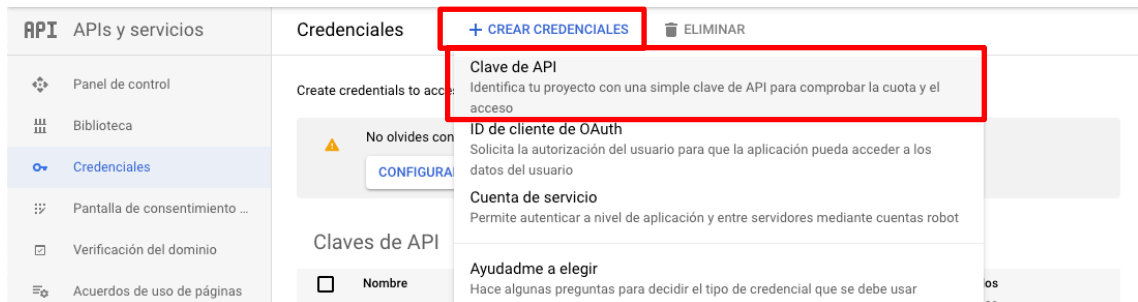 API APIs y servicios
Panel de control
Biblioteca
Credenciales
Pantalla de consentimiento ...
Verificación del dominio
Acuerdos de uso de páginas
Credenciales
+ CREAR CREDENCIALES
ELIMINAR
Create credentials to
No olvides
Clave de API
Identifica tu proyecto con una simple clave de API para comprobar la cuota y el
acceso
ID de cliente de OAuth
Solicita la autorización del usuario para que la aplicación pueda acceder a los
datos del usuario
Cuenta de servicio
Permite autenticar a nivel de aplicación y entre servidores mediante cuentas robot
Ayudadme a elegir
Hace algunas preguntas para decidir el tipo de credencial que se debe usar
Claves de API
Nombre